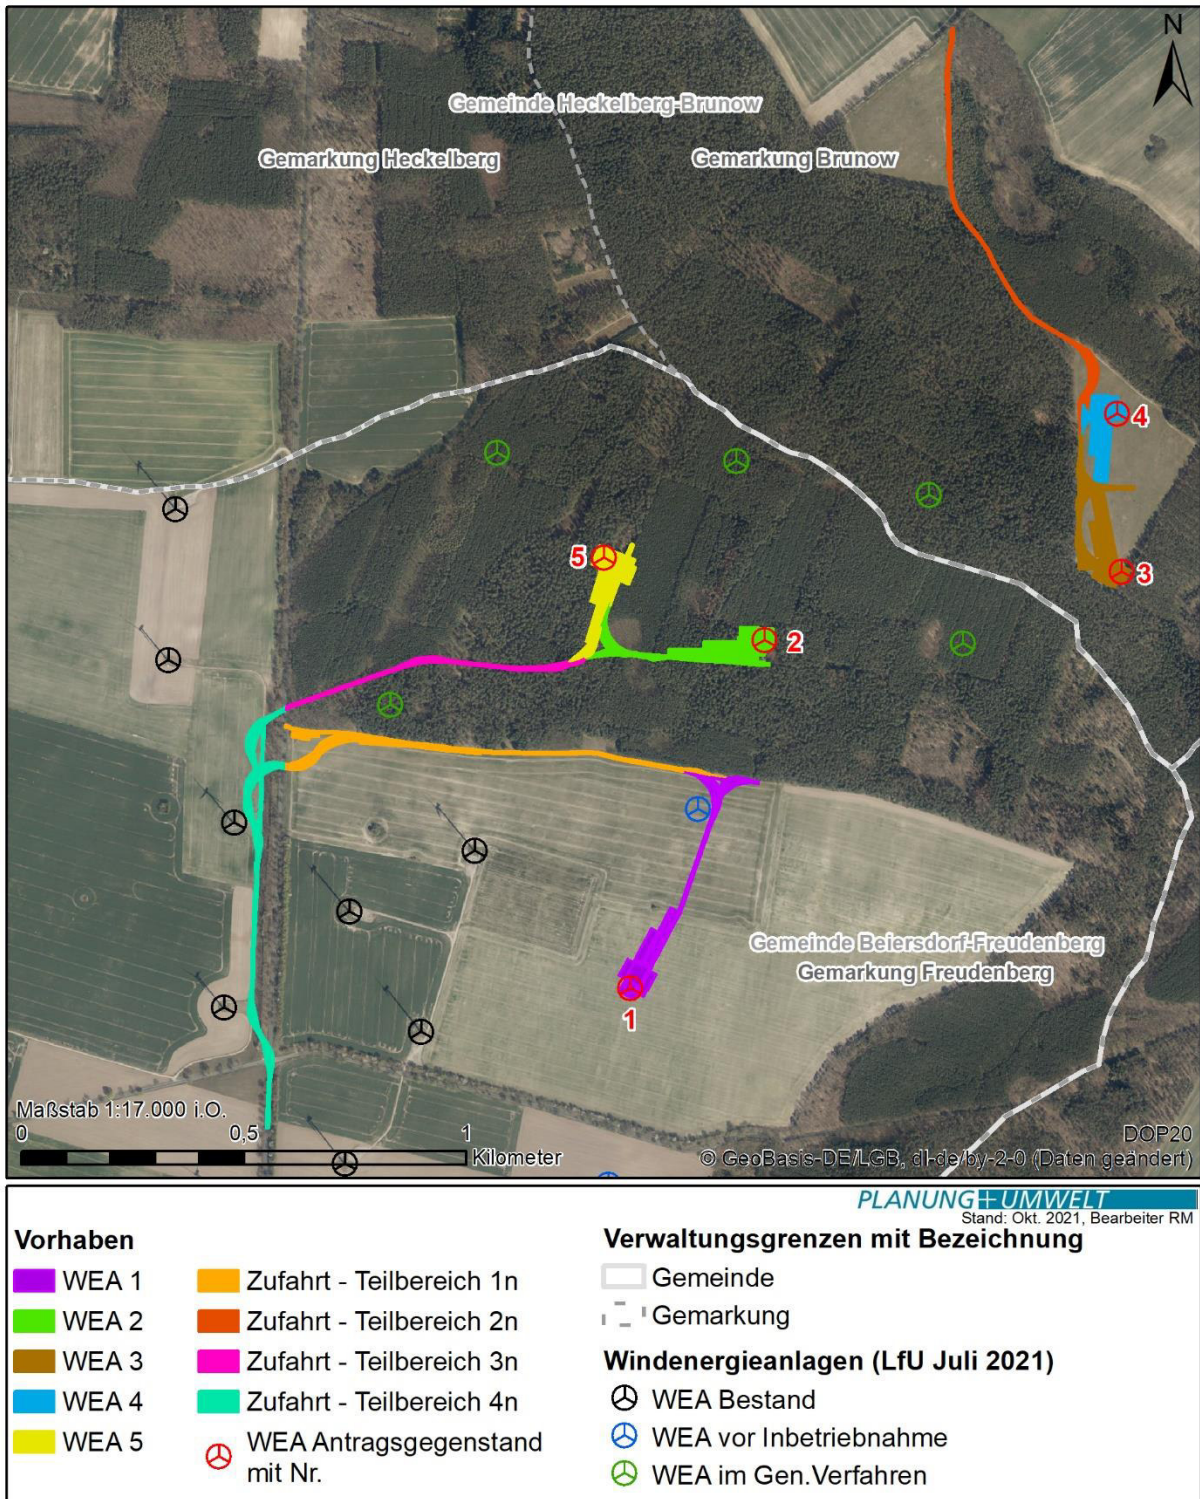 N
Gemeinde Heckelberg-Brunow
Gemarkung Heckelberg
Gemarkung Brunow
4
5
3
2
Gemeinde Beiersdorf-Freudenberg
Gemarkung Freudenberg
1
Maßstab 1:17.000 i.O.
0 0,5 1
Kilometer
DOP20
© GeoBasis-DE/LGB, dl-de/by-2-0 (Daten geändert)
PLANUNG+UMWELT
Stand: Okt. 2021, Bearbeiter RM
Vorhaben
WEA 1
WEA 2
WEA 3
WEA 4
WEA 5
Zufahrt - Teilbereich 1n
Zufahrt - Teilbereich 2n
Zufahrt - Teilbereich 3n
Zufahrt - Teilbereich 4n
WEA Antragsgegenstand
mit Nr.
Verwaltungsgrenzen mit Bezeichnung
Gemeinde
Gemarkung
Windenergieanlagen (LfU Juli 2021)
WEA Bestand
WEA vor Inbetriebnahme
WEA im Gen.Verfahren